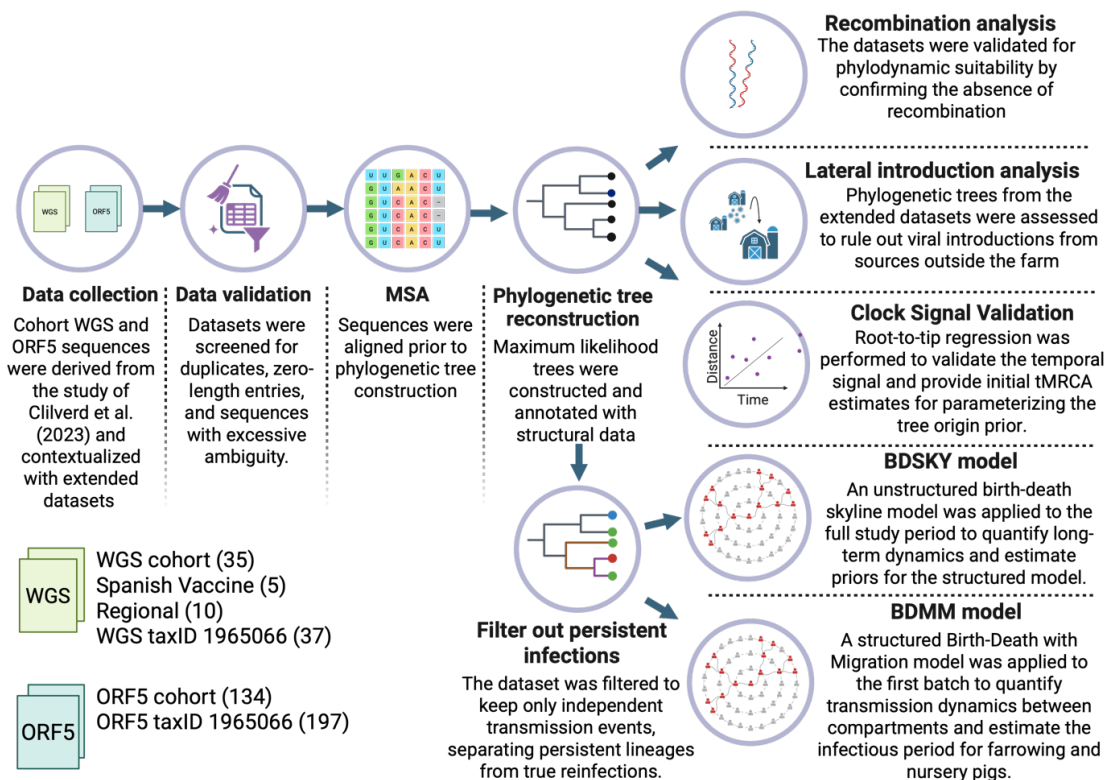 Recombination analysis
The datasets were validated for
phylodynamic suitability by
confirming the absence of
recombination
WGS
ORF5
U U G A C U
G U A A C U
G U C A C -
G U C A C -
G U C A C U
G U C A C U
Lateral introduction analysis
Phylogenetic trees from the
extended datasets were assessed
to rule out viral introductions from
sources outside the farm
Data collection
Cohort WGS and
ORF5 sequences
were derived from
the study of
Clilverd et al.
(2023) and
contextualized
with extended
datasets
Data validation
Datasets were
screened for
duplicates, zero-
length entries,
and sequences
with excessive
ambiguity.
MSA
Sequences were
aligned prior to
phylogenetic tree
construction
Phylogenetic tree
reconstruction
Maximum likelihood
trees were
constructed and
annotated with
structural data
Clock Signal Validation
Root-to-tip regression was
performed to validate the temporal
signal and provide initial tMRCA
estimates for parameterizing the
tree origin prior.
Distance
Time
BDSKY model
An unstructured birth-death
skyline model was applied to the
full study period to quantify long-
term dynamics and estimate
priors for the structured model.
WGS
WGS cohort (35)
Spanish Vaccine (5)
Regional (10)
WGS taxID 1965066 (37)
ORF5
ORF5 cohort (134)
ORF5 taxID 1965066 (197)
Filter out persistent
infections
The dataset was filtered to
keep only independent
transmission events,
separating persistent lineages
from true reinfections.
BDMM model
A structured Birth-Death with
Migration model was applied to
the first batch to quantify
transmission dynamics between
compartments and estimate the
infectious period for farrowing and
nursery pigs.